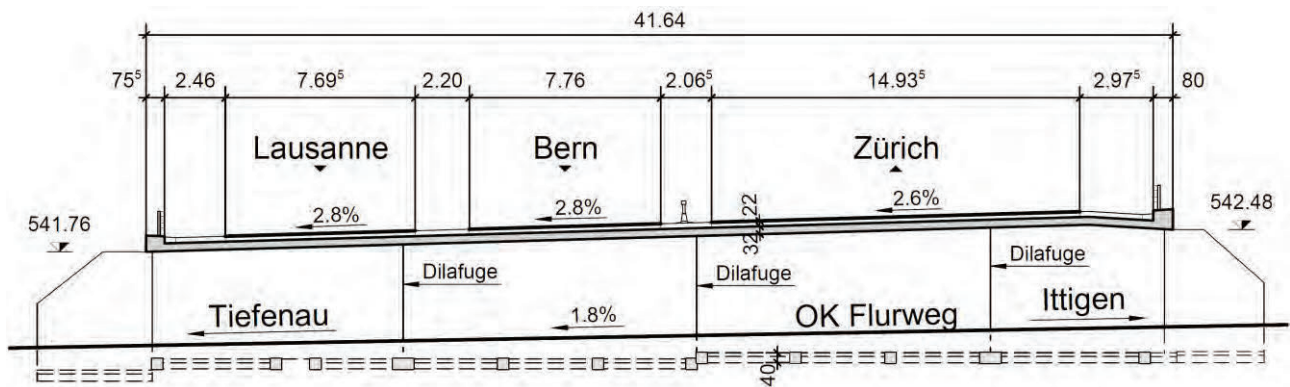 41.64
75⁵ 2.46 7.69⁵ 2.20 7.76 2.06⁵ 14.93⁵ 2.97⁵ 80
Lausanne Bern Zürich
2.8% 2.8% 22 2.6%
541.76 542.48
32
Dilafuge Dilafuge Dilafuge
Tiefenau 1.8% OK Flurweg Ittigen
40